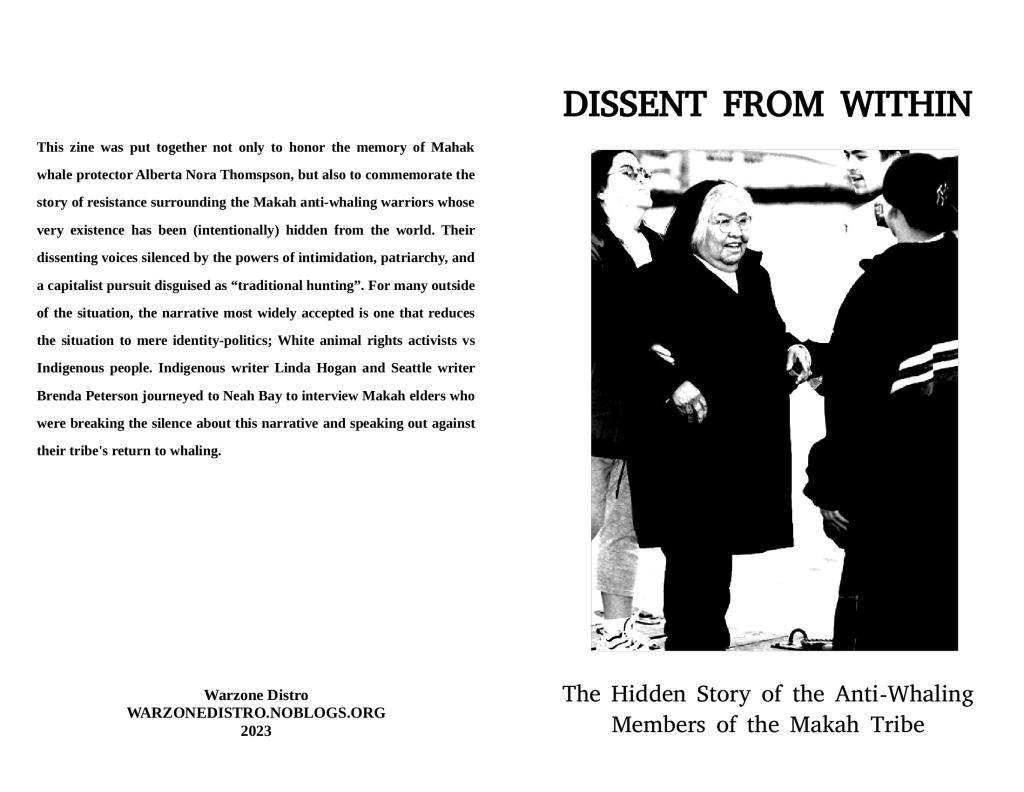 This zine was put together not only to honor the memory of Mahak
whale protector Alberta Nora Thomspson, but also to commemorate the
story of resistance surrounding the Makah anti-whaling warriors whose
very existence has been (intentionally) hidden from the world. Their
dissenting voices silenced by the powers of intimidation, patriarchy, and
a capitalist pursuit disguised as “traditional hunting”. For many outside
of the situation, the narrative most widely accepted is one that reduces
the situation to mere identity-politics; White animal rights activists vs
Indigenous people. Indigenous writer Linda Hogan and Seattle writer
Brenda Peterson journeyed to Neah Bay to interview Makah elders who
were breaking the silence about this narrative and speaking out against
their tribe's return to whaling.
Warzone Distro
WARZONEDISTRO.NOBLOGS.ORG
2023
DISSENT FROM WITHIN
The Hidden Story of the Anti-Whaling
Members of the Makah Tribe